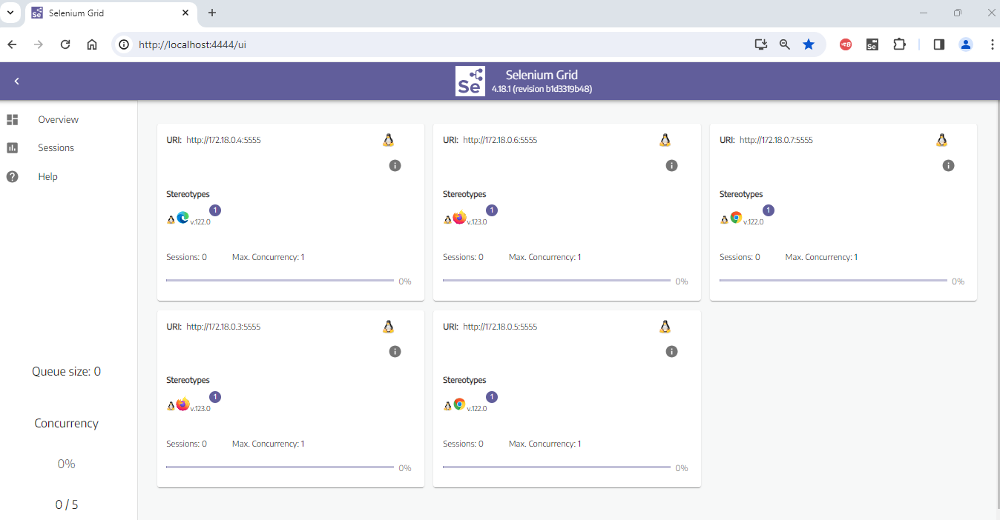 Selenium Grid
http://localhost:4444/ui
Se
Se
Selenium Grid
4.18.1 (revision b1d3319b48)
Overview
Sessions
Help
Queue size: 0
Concurrency
0%
0 / 5
URI: http://172.18.0.4:5555
Stereotypes
v.122.0 1
Sessions: 0 Max. Concurrency: 1
0%
URI: http://172.18.0.6:5555
Stereotypes
v.123.0 1
Sessions: 0 Max. Concurrency: 1
0%
URI: http://172.18.0.7:5555
Stereotypes
v.122.0 1
Sessions: 0 Max. Concurrency: 1
0%
URI: http://172.18.0.3:5555
Stereotypes
v.123.0 1
Sessions: 0 Max. Concurrency: 1
0%
URI: http://172.18.0.5:5555
Stereotypes
v.122.0 1
Sessions: 0 Max. Concurrency: 1
0%